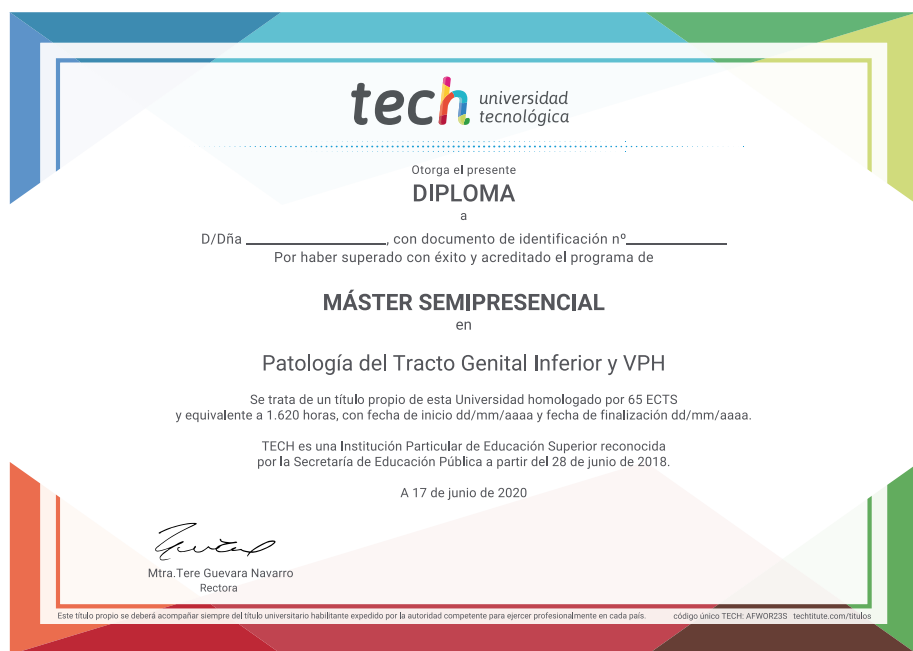 tech universidad
tecnológica
Otorga el presente
DIPLOMA
a
D/Dña ________________, con documento de identificación nº____________
Por haber superado con éxito y acreditado el programa de
MÁSTER SEMIPRESENCIAL
en
Patología del Tracto Genital Inferior y VPH
Se trata de un título propio de esta Universidad homologado por 65 ECTS
y equivalente a 1.620 horas, con fecha de inicio dd/mm/aaaa y fecha de finalización dd/mm/aaaa.
TECH es una Institución Particular de Educación Superior reconocida
por la Secretaría de Educación Pública a partir del 28 de junio de 2018.
A 17 de junio de 2020
Mtra.Tere Guevara Navarro
Rectora
Este título propio se deberá acompañar siempre del título universitario habilitante expedido por la autoridad competente para ejercer profesionalmente en cada país. código único TECH: AFWOR23S techtitute.com/titulos